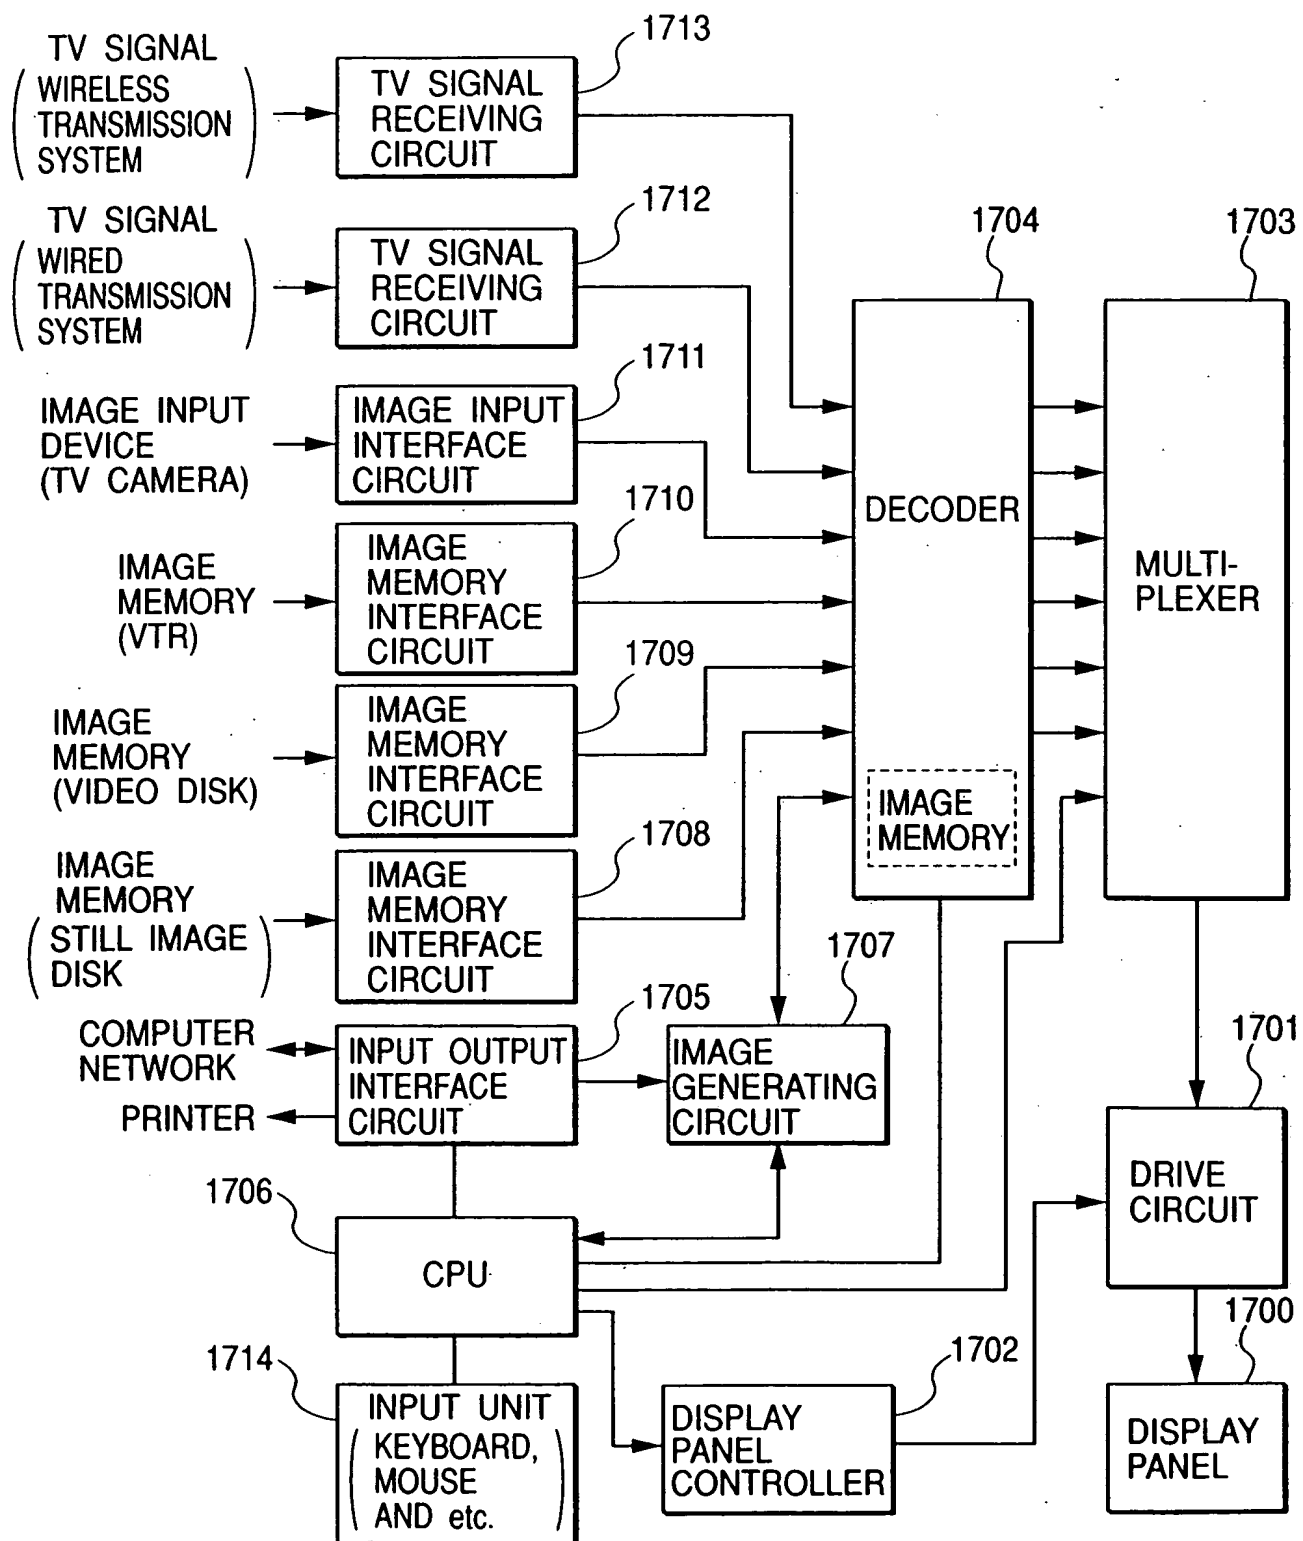 1713
TV SIGNAL
WIRELESS
TRANSMISSION
SYSTEM
TV SIGNAL
RECEIVING
CIRCUIT
1712
TV SIGNAL
WIRED
TRANSMISSION
SYSTEM
TV SIGNAL
RECEIVING
CIRCUIT
1704
1703
1711
IMAGE INPUT
DEVICE
(TV CAMERA)
IMAGE INPUT
INTERFACE
CIRCUIT
DECODER
MULTI-
PLEXER
1710
IMAGE
MEMORY
(VTR)
IMAGE
MEMORY
INTERFACE
CIRCUIT
1709
IMAGE
MEMORY
(VIDEO DISK)
IMAGE
MEMORY
INTERFACE
CIRCUIT
IMAGE
MEMORY
1708
IMAGE
MEMORY
STILL IMAGE
DISK
IMAGE
MEMORY
INTERFACE
CIRCUIT
1707
1705
COMPUTER
NETWORK
PRINTER
INPUT OUTPUT
INTERFACE
CIRCUIT
IMAGE
GENERATING
CIRCUIT
1701
DRIVE
CIRCUIT
1706
CPU
1700
1714
INPUT UNIT
KEYBOARD,
MOUSE
AND etc.
1702
DISPLAY
PANEL
CONTROLLER
DISPLAY
PANEL